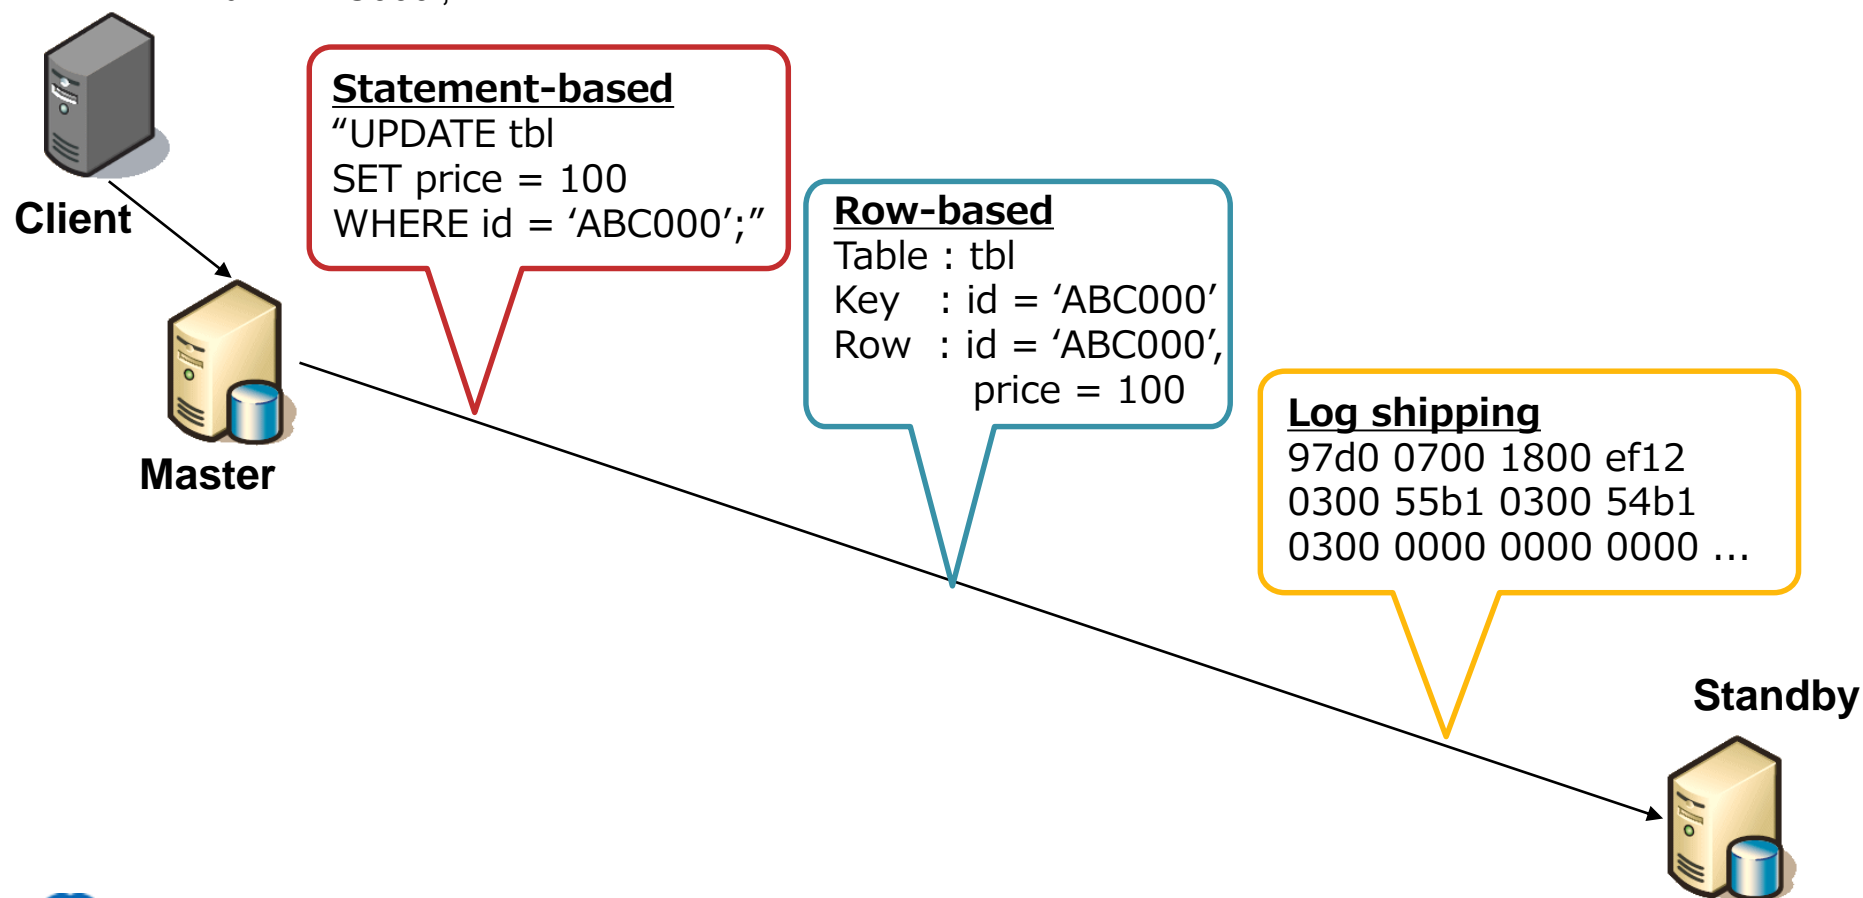 Client
Master
Statement-based
“UPDATE tbl
SET price = 100
WHERE id = ‘ABC000’;”
Row-based
Table : tbl
Key : id = ‘ABC000’
Row : id = ‘ABC000’,
price = 100
Log shipping
97d0 0700 1800 ef12
0300 55b1 0300 54b1
0300 0000 0000 0000 ...
Standby